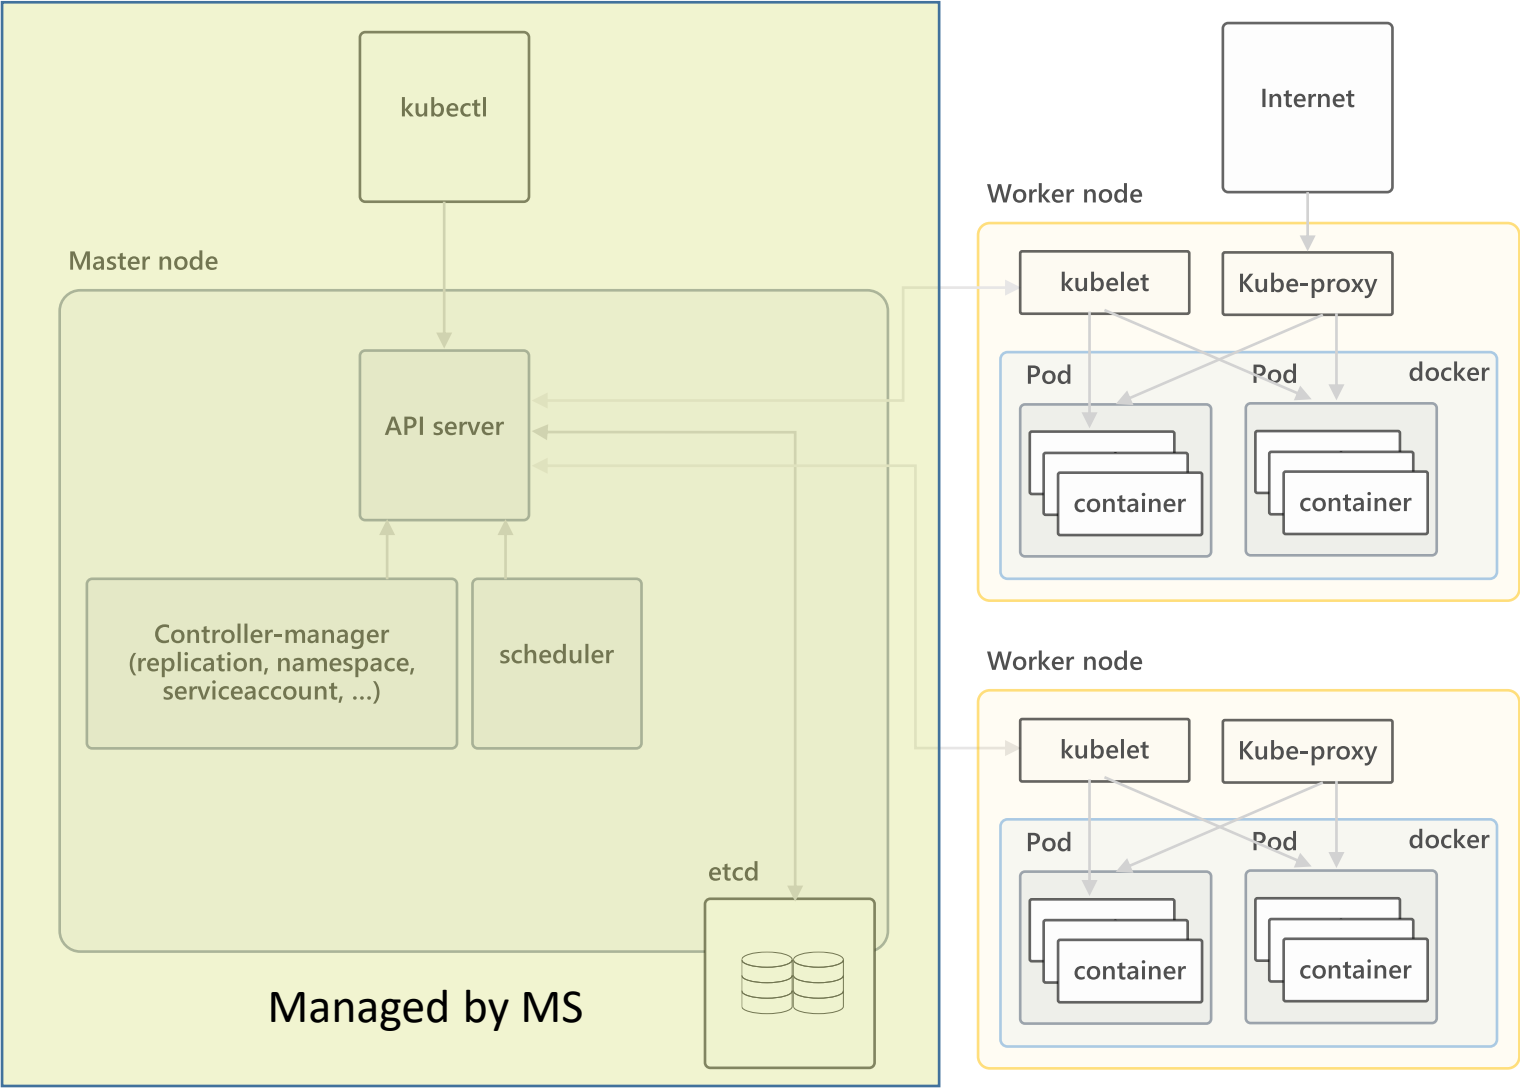 kubectl
Internet
Worker node
Master node
kubelet
Kube-proxy
Pod
Pod
docker
API server
container
container
Controller-manager
(replication, namespace,
serviceaccount, ...)
scheduler
Worker node
kubelet
Kube-proxy
Pod
Pod
docker
etcd
container
container
Managed by MS